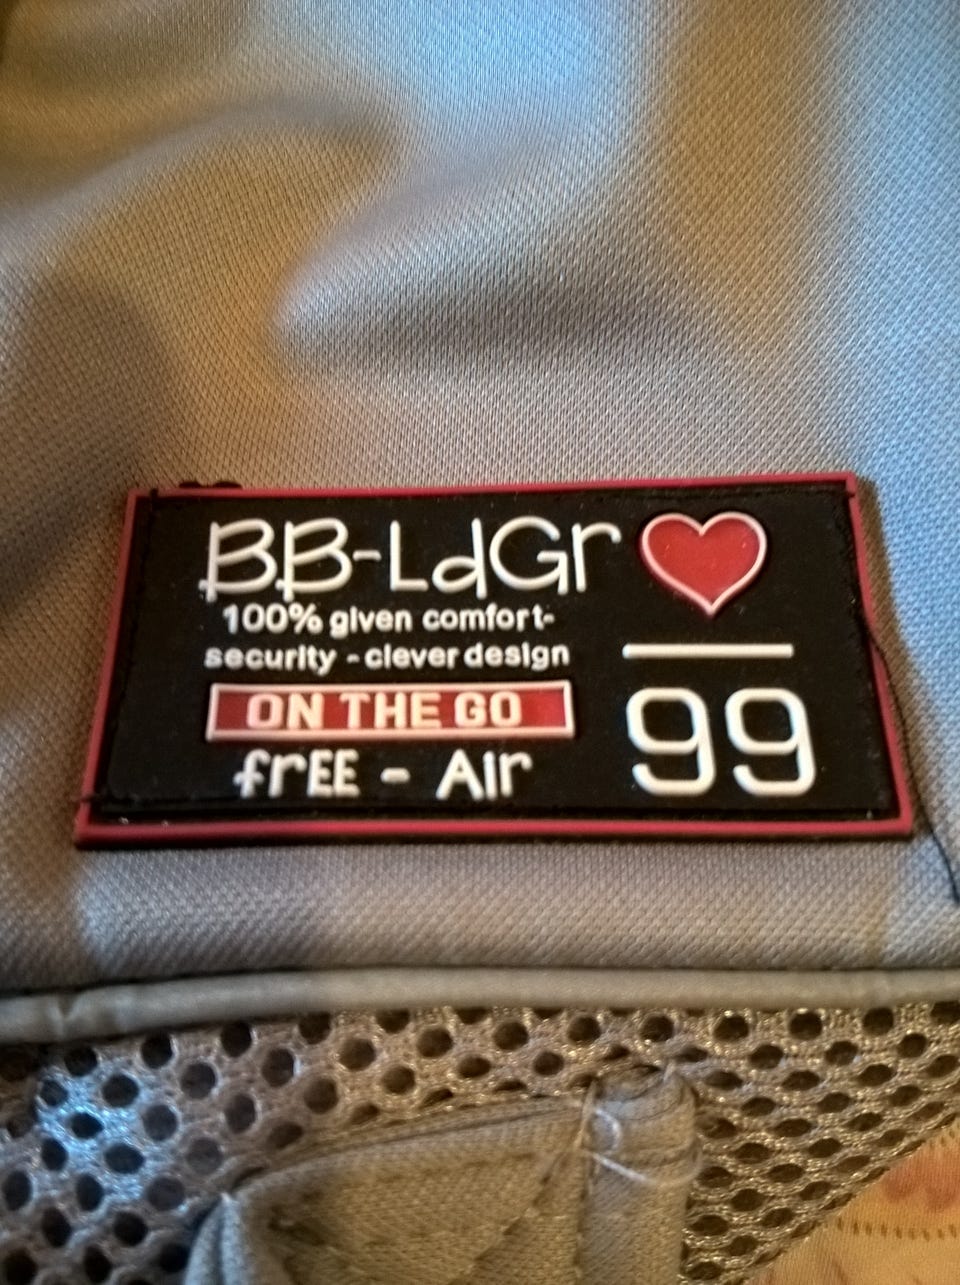 BB-LdGr
100% given comfort-
security - clever design
ON THE GO
frEE - Air
99